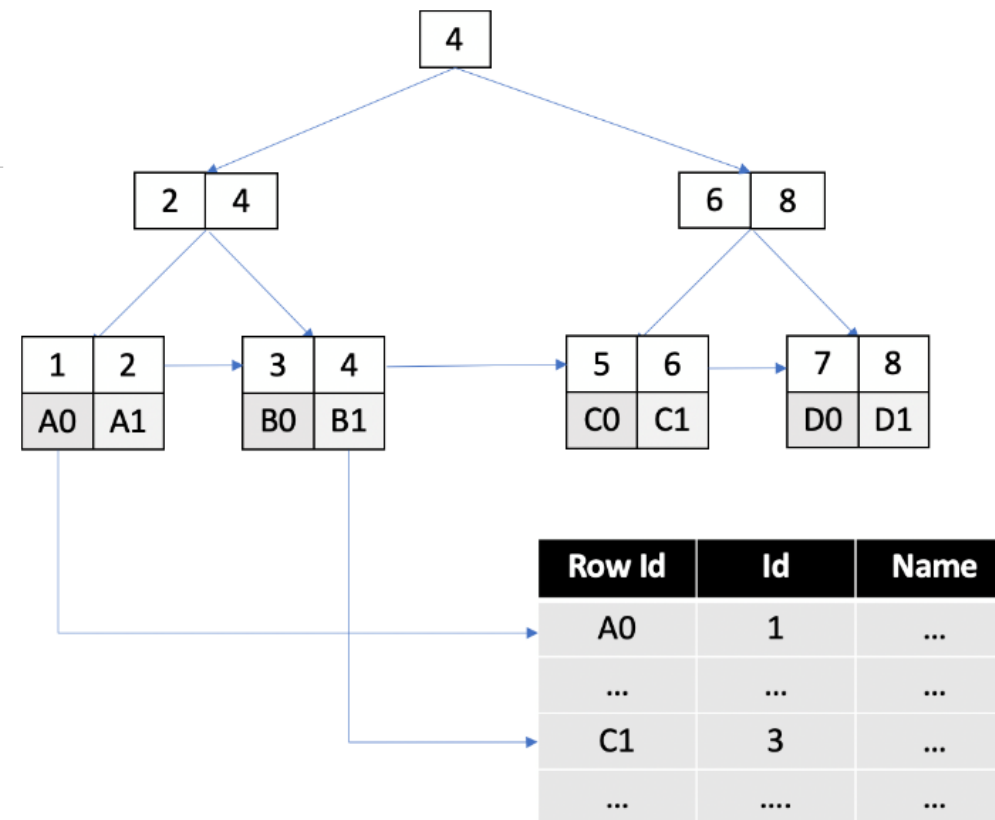 4
2 4 6 8
1 2 3 4 5 6 7 8
A0 A1 B0 B1 C0 C1 D0 D1
Row Id Id Name
A0 1 ...
... ... ...
C1 3 ...
... .... ...